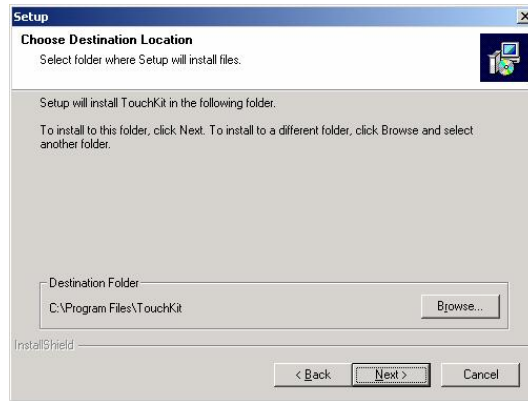 Setup
Choose Destination Location
Select folder where Setup will install files.
Setup will install TouchKit in the following folder.
To install to this folder, click Next. To install to a different folder, click Browse and select
another folder.
Destination Folder
C:\Program Files\TouchKit
Browse...
InstallShield
< Back
Next >
Cancel